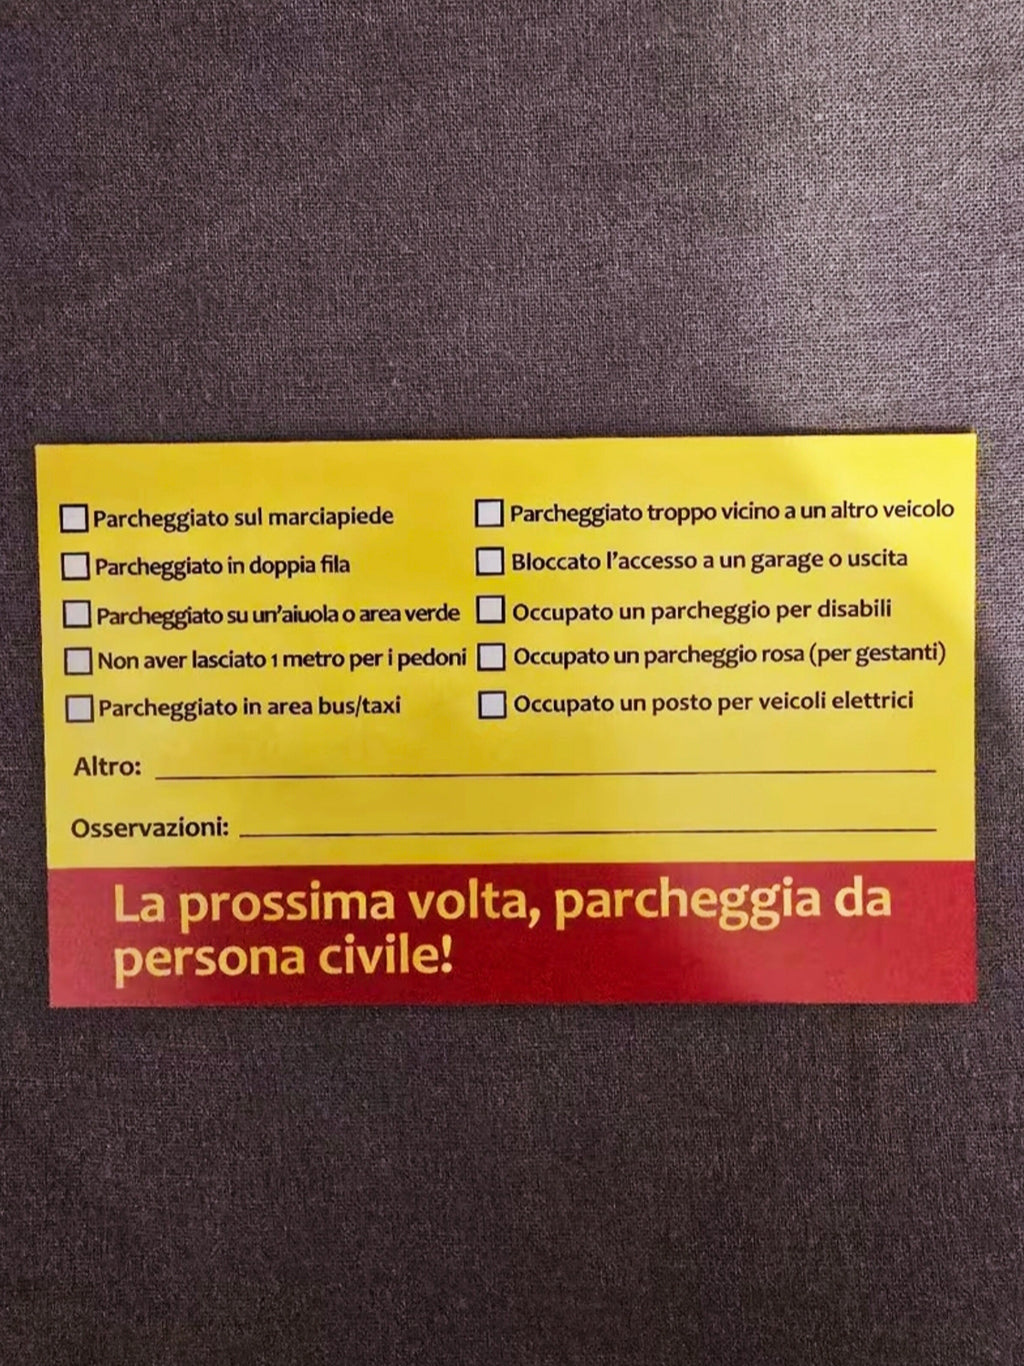 Parcheggiato sul marciapiede
Parcheggiato in doppia fila
Parcheggiato su un'aiuola o area verde
Non aver lasciato 1 metro per i pedoni
Parcheggiato in area bus/taxi
Parcheggiato troppo vicino a un altro veicolo
Bloccato l'accesso a un garage o uscita
Occupato un parcheggio per disabili
Occupato un parcheggio rosa (per gestanti)
Occupato un posto per veicoli elettrici
Altro:
Osservazioni:
La prossima volta, parcheggia da
persona civile!